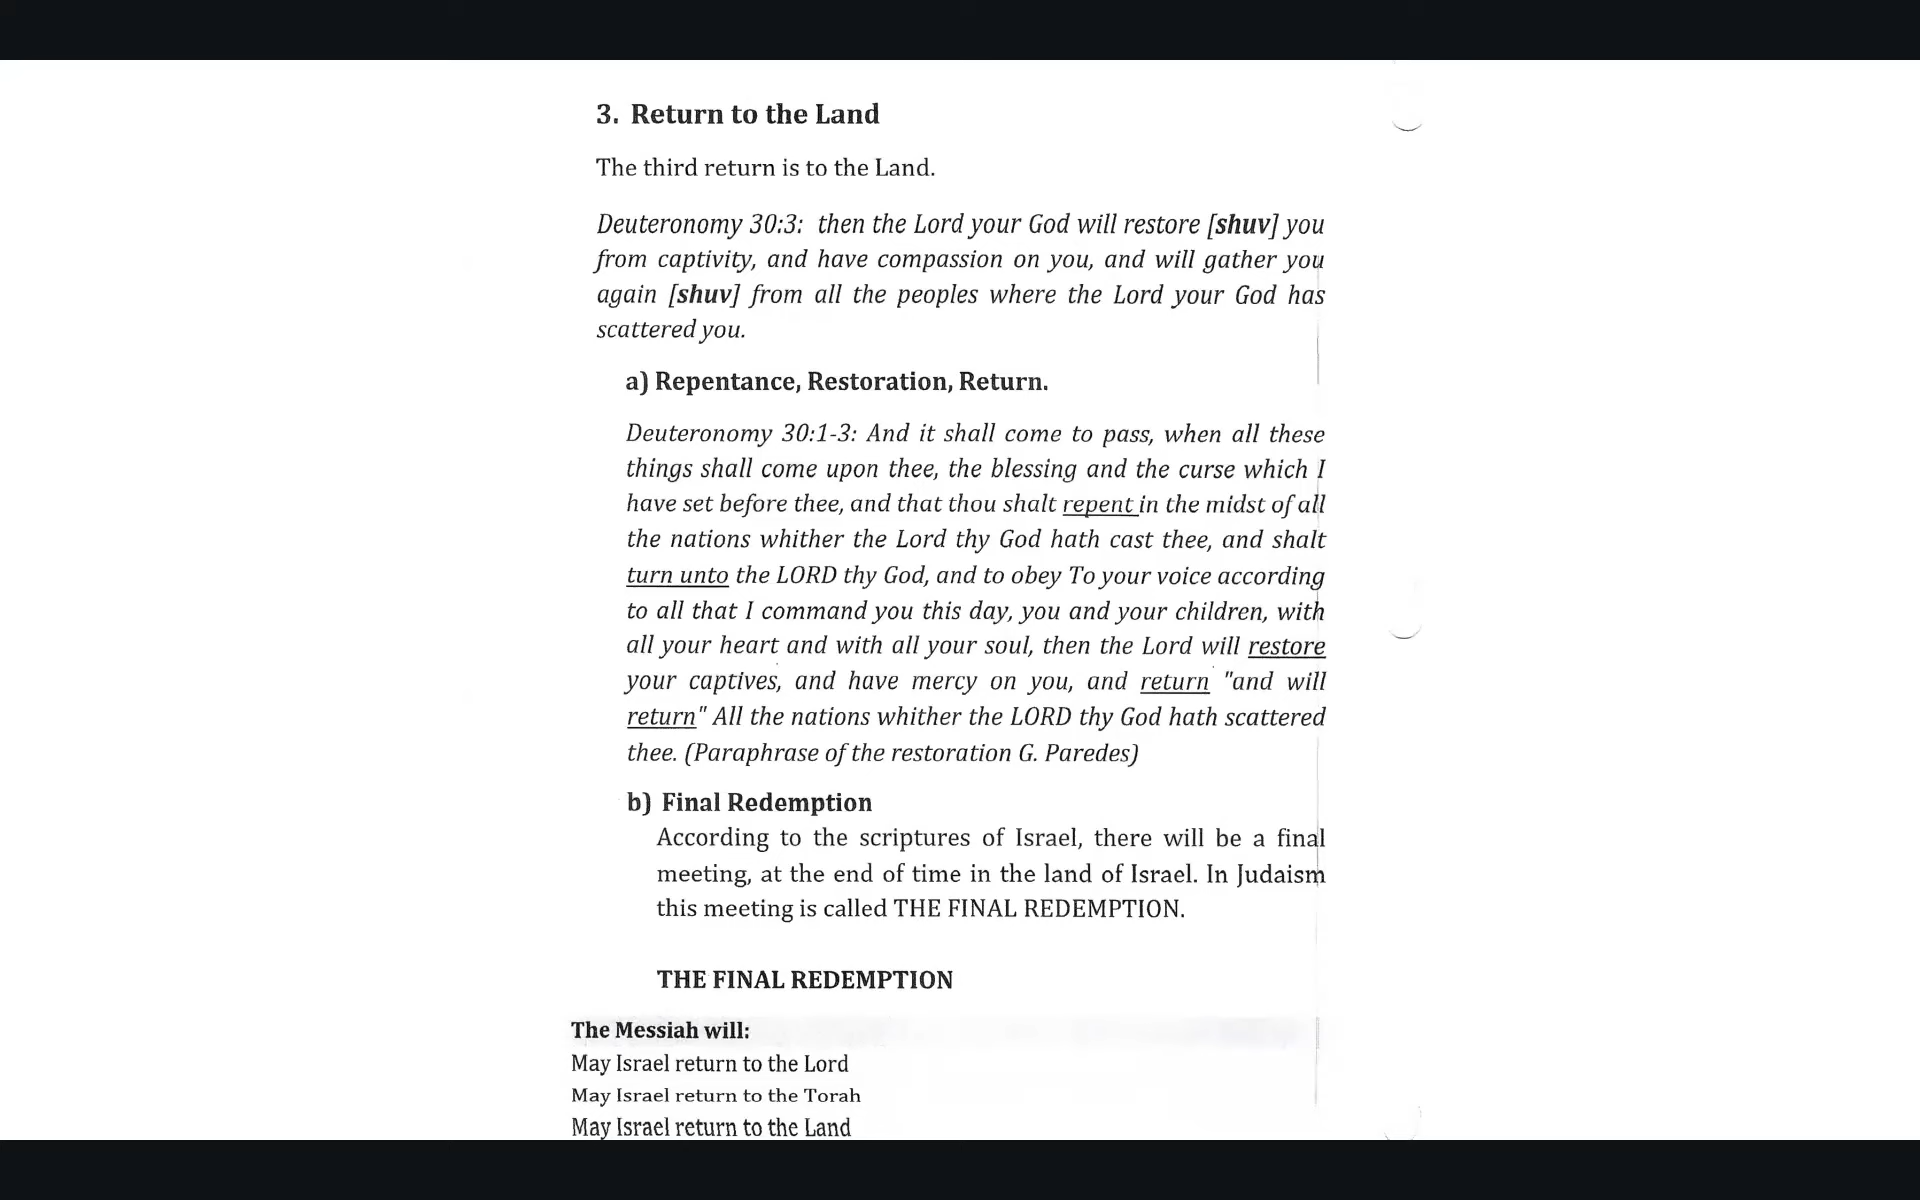 3. Return to the Land
The third return is to the Land.
Deuteronomy 30:3: then the Lord your God will restore [shuv] you
from captivity, and have compassion on you, and will gather you
again [shuv] from all the peoples where the Lord your God has
scattered you.
a) Repentance, Restoration, Return.
Deuteronomy 30:1-3: And it shall come to pass, when all these
things shall come upon thee, the blessing and the curse which I
have set before thee, and that thou shalt repent in the midst of all
the nations whither the Lord thy God hath cast thee, and shalt
turn unto the LORD thy God, and to obey To your voice according
to all that I command you this day, you and your children, with
all your heart and with all your soul, then the Lord will restore
your captives, and have mercy on you, and return "and will
return" All the nations whither the LORD thy God hath scattered
thee. (Paraphrase of the restoration G. Paredes)
b) Final Redemption
According to the scriptures of Israel, there will be a final
meeting, at the end of time in the land of Israel. In Judaism
this meeting is called THE FINAL REDEMPTION.
THE FINAL REDEMPTION
The Messiah will:
May Israel return to the Lord
May Israel return to the Torah
May Israel return to the Land